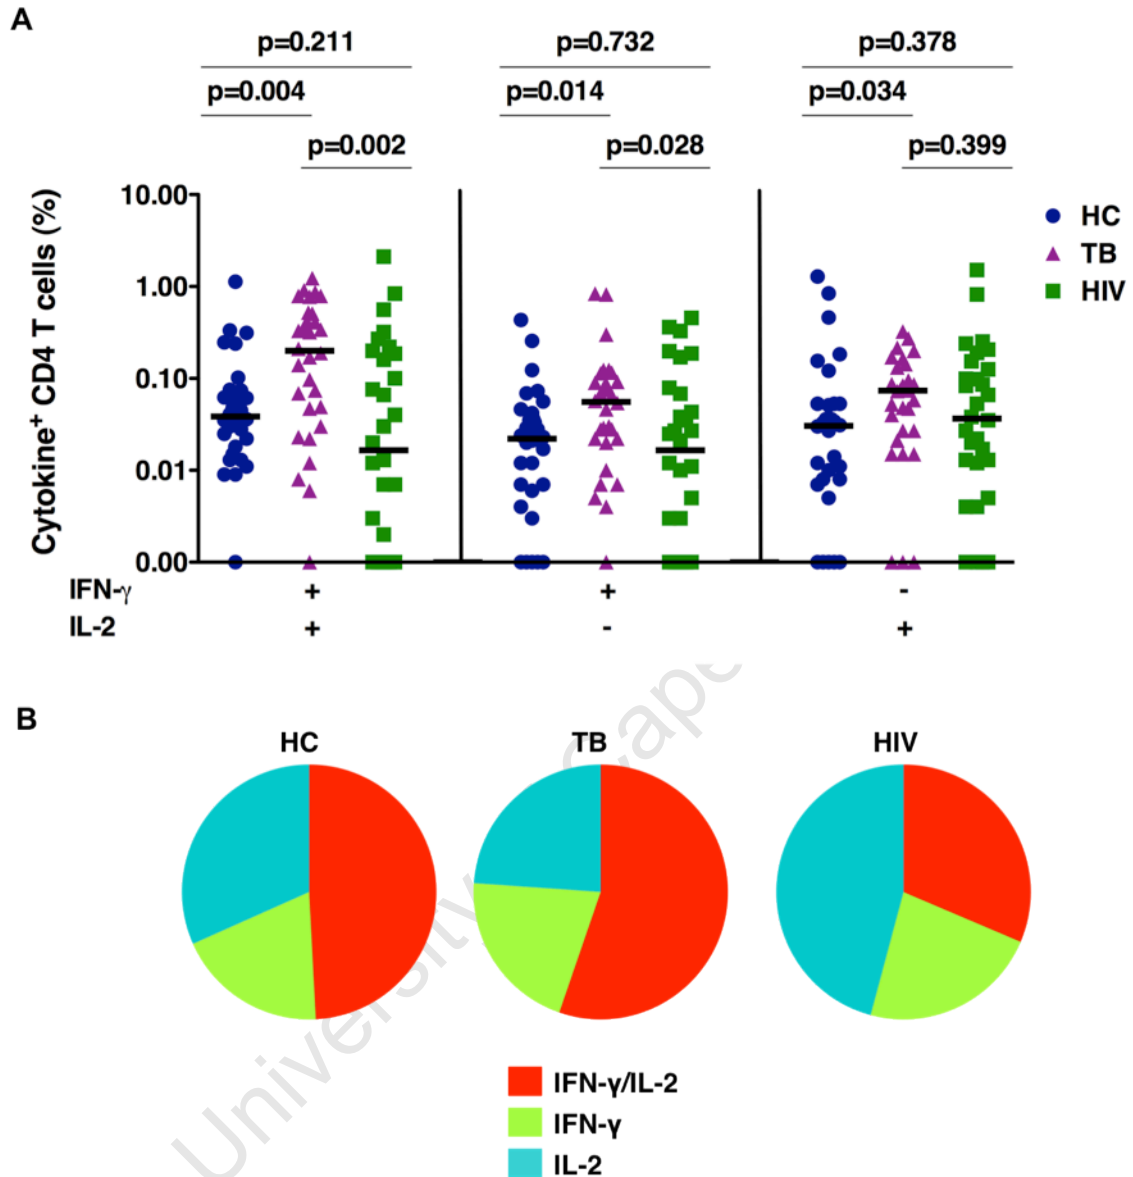 A
p=0.211 p=0.732 p=0.378
p=0.004 p=0.014 p=0.034
p=0.002 p=0.028 p=0.399
Cytokine⁺ CD4 T cells (%)
10.00
1.00
0.10
0.01
0.00
HC
TB
HIV
IFN-γ + + -
IL-2 + - +
B
HC TB HIV
IFN-γ/IL-2
IFN-γ
IL-2
University Cape